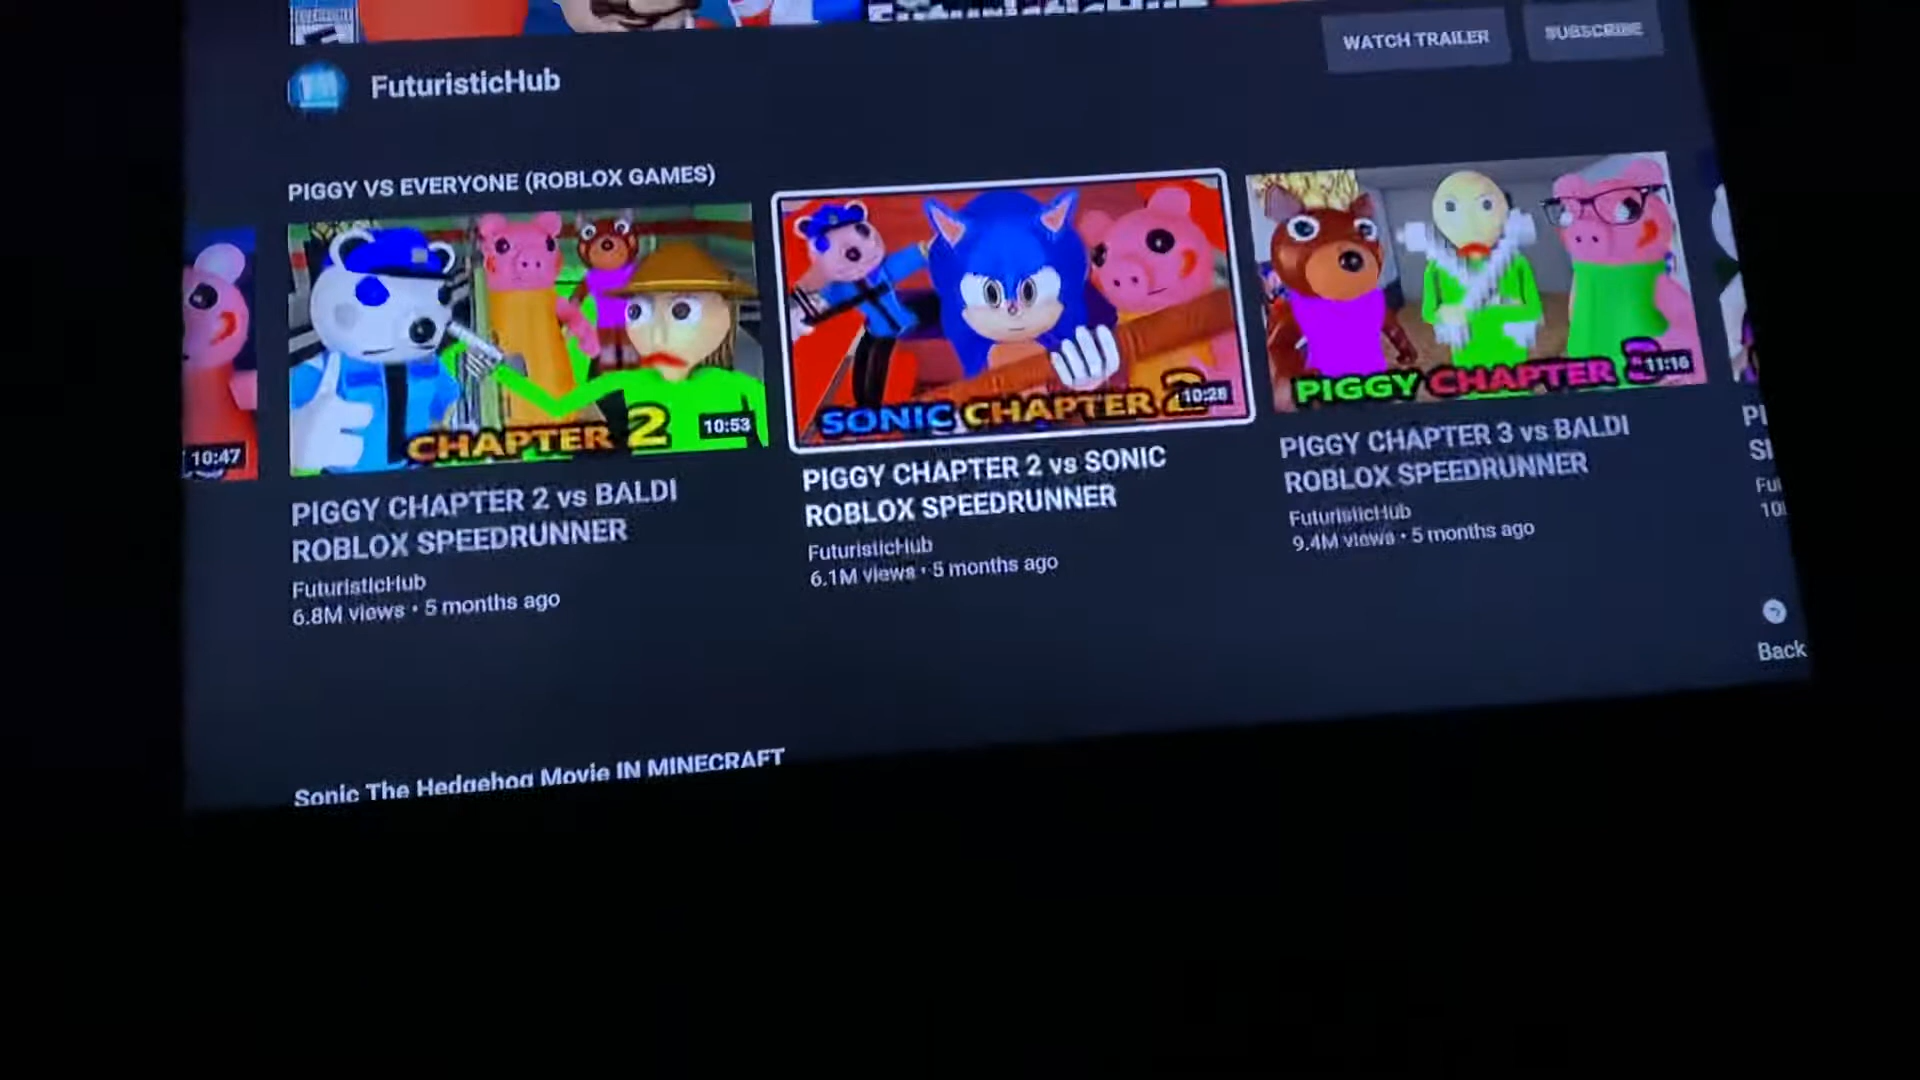 WATCH TRAILER
SUBSCRIBE
FuturisticHub
PIGGY VS EVERYONE (ROBLOX GAMES)
10:47
CHAPTER 2
10:53
PIGGY CHAPTER 2 vs BALDI
ROBLOX SPEEDRUNNER
FuturisticHub
6.8M views • 5 months ago
SONIC CHAPTER 2
10:28
PIGGY CHAPTER 2 vs SONIC
ROBLOX SPEEDRUNNER
FuturisticHub
6.1M views • 5 months ago
PIGGY CHAPTER 3
11:16
PIGGY CHAPTER 3 vs BALDI
ROBLOX SPEEDRUNNER
FuturisticHub
9.4M views • 5 months ago
Back
Sonic The Hedgehog Movie IN MINECRAFT